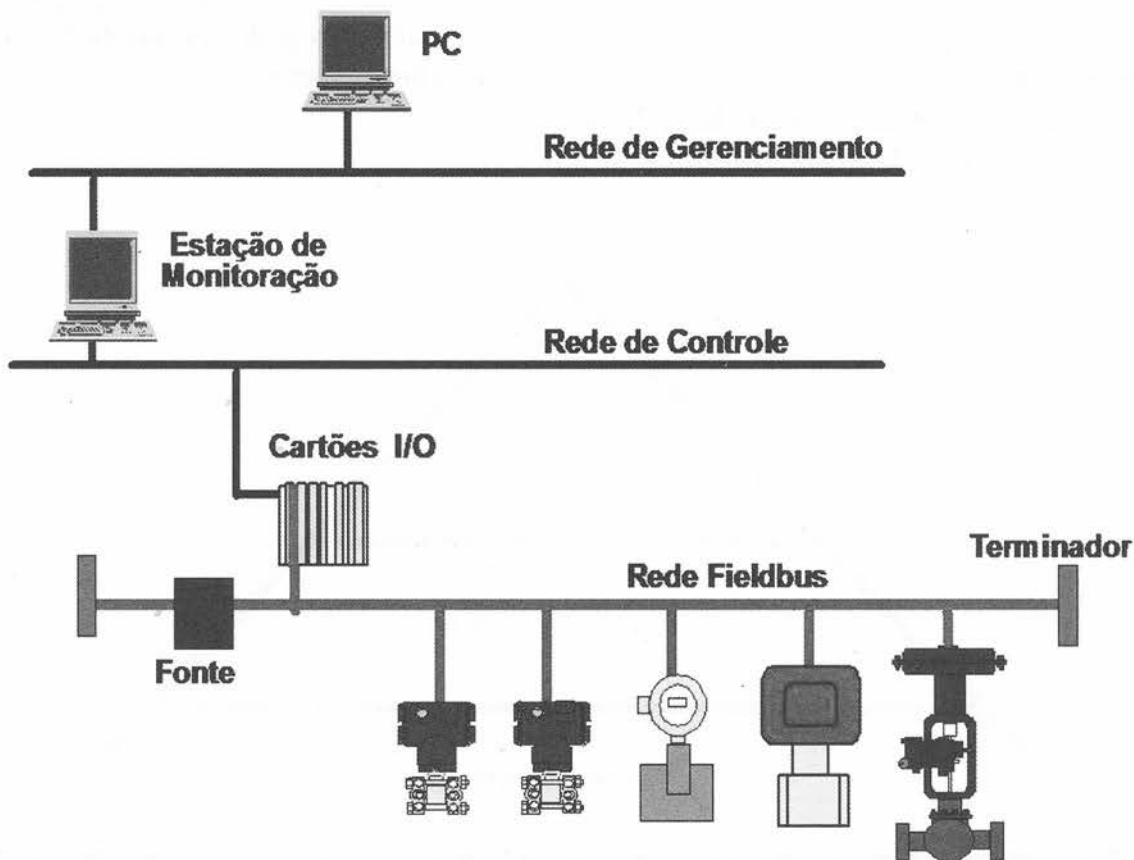 PC
Rede de Gerenciamento
Estação de
Monitoração
Rede de Controle
Cartões I/O
Terminador
Rede Fieldbus
Fonte